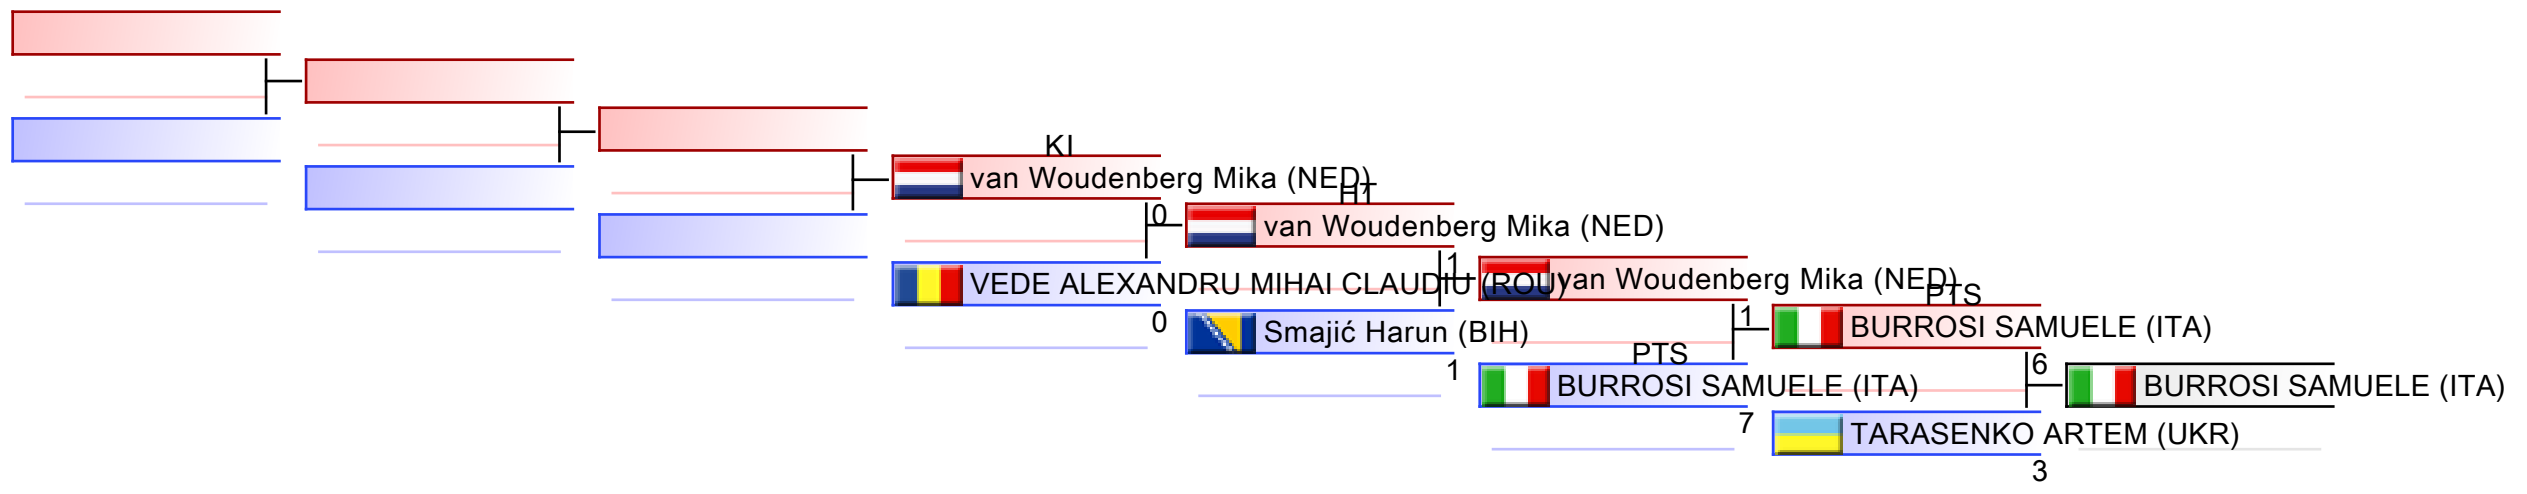 KI
van Woudenberg Mika (NED)
0
VEDE ALEXANDRU MIHAI CLAUDIU (ROU)
0
HT
van Woudenberg Mika (NED)
1
Smajić Harun (BIH)
1
van Woudenberg Mika (NED)
1
PTS
BURROSI SAMUELE (ITA)
7
PTS
BURROSI SAMUELE (ITA)
6
TARASENKO ARTEM (UKR)
3
BURROSI SAMUELE (ITA)